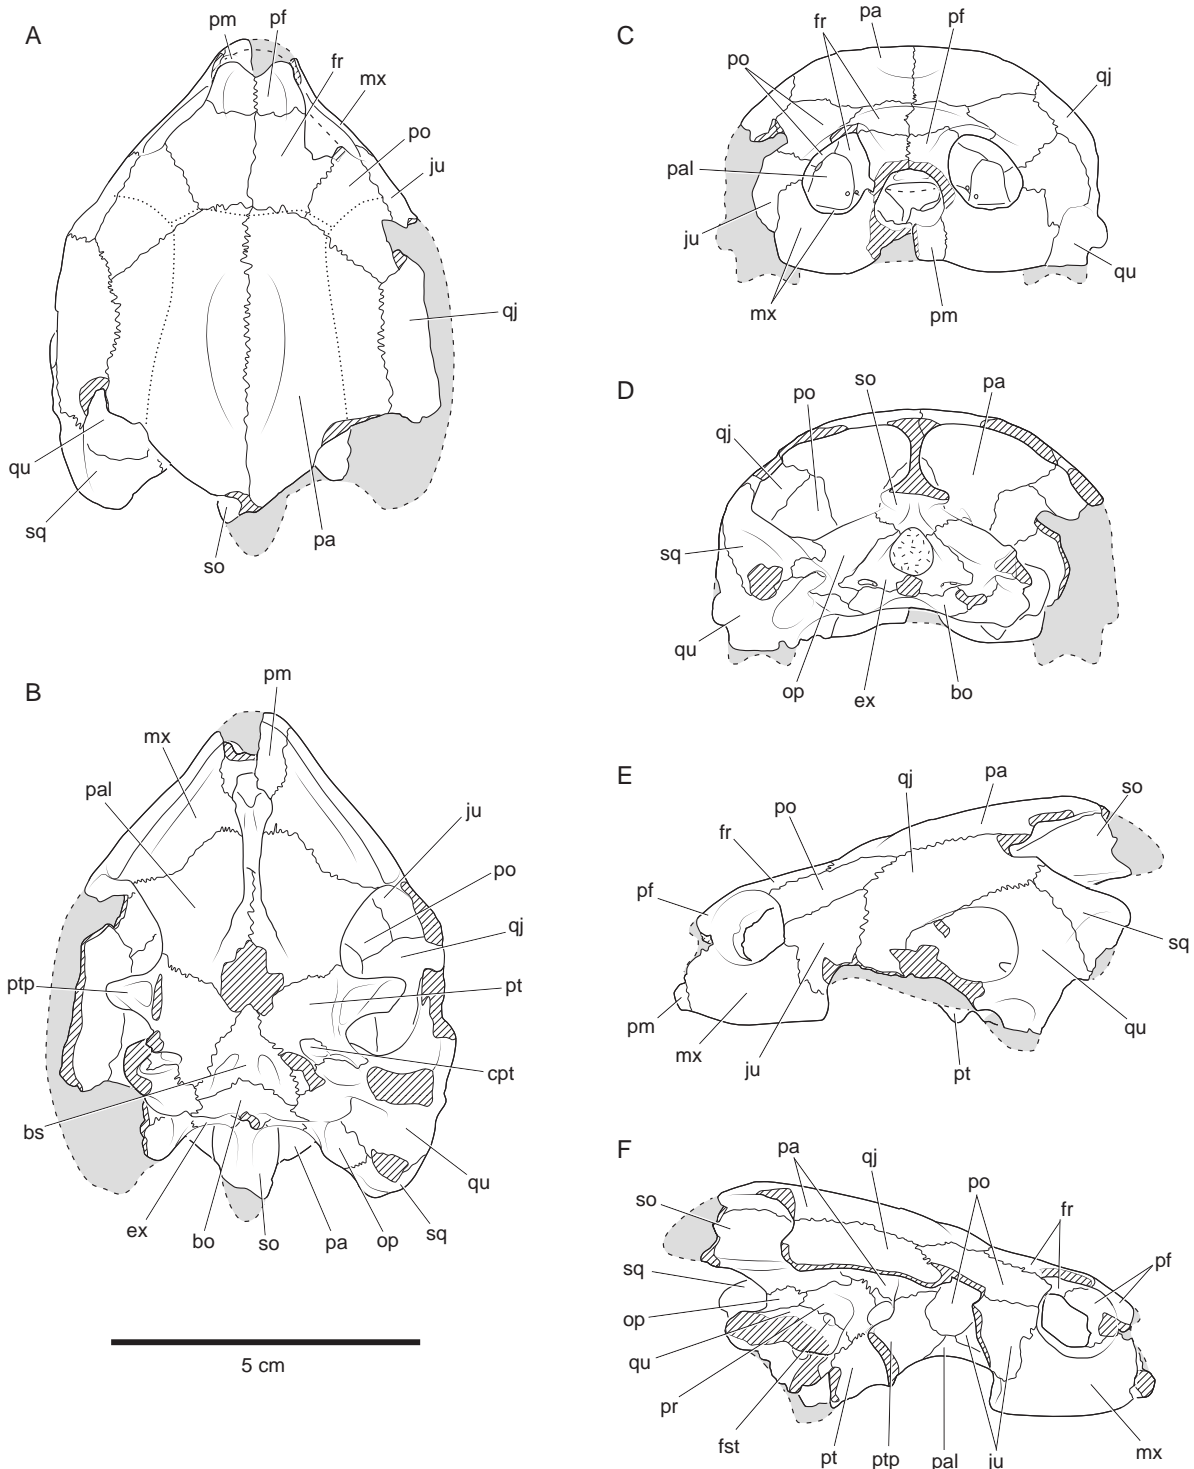 A
pm
pf
fr
mx
po
ju
qj
qu
sq
so
pa
B
pm
mx
pal
ju
po
qj
ptp
pt
cpt
bs
qu
ex
bo
so
pa
op
sq
5 cm
C
pa
pf
fr
po
qj
pal
ju
qu
mx
pm
D
so
pa
po
qj
sq
qu
op
ex
bo
E
qj
pa
so
po
fr
pf
sq
pm
mx
ju
pt
qu
F
pa
qj
po
so
fr
pf
sq
op
qu
pr
fst
pt
ptp
pal
ju
mx